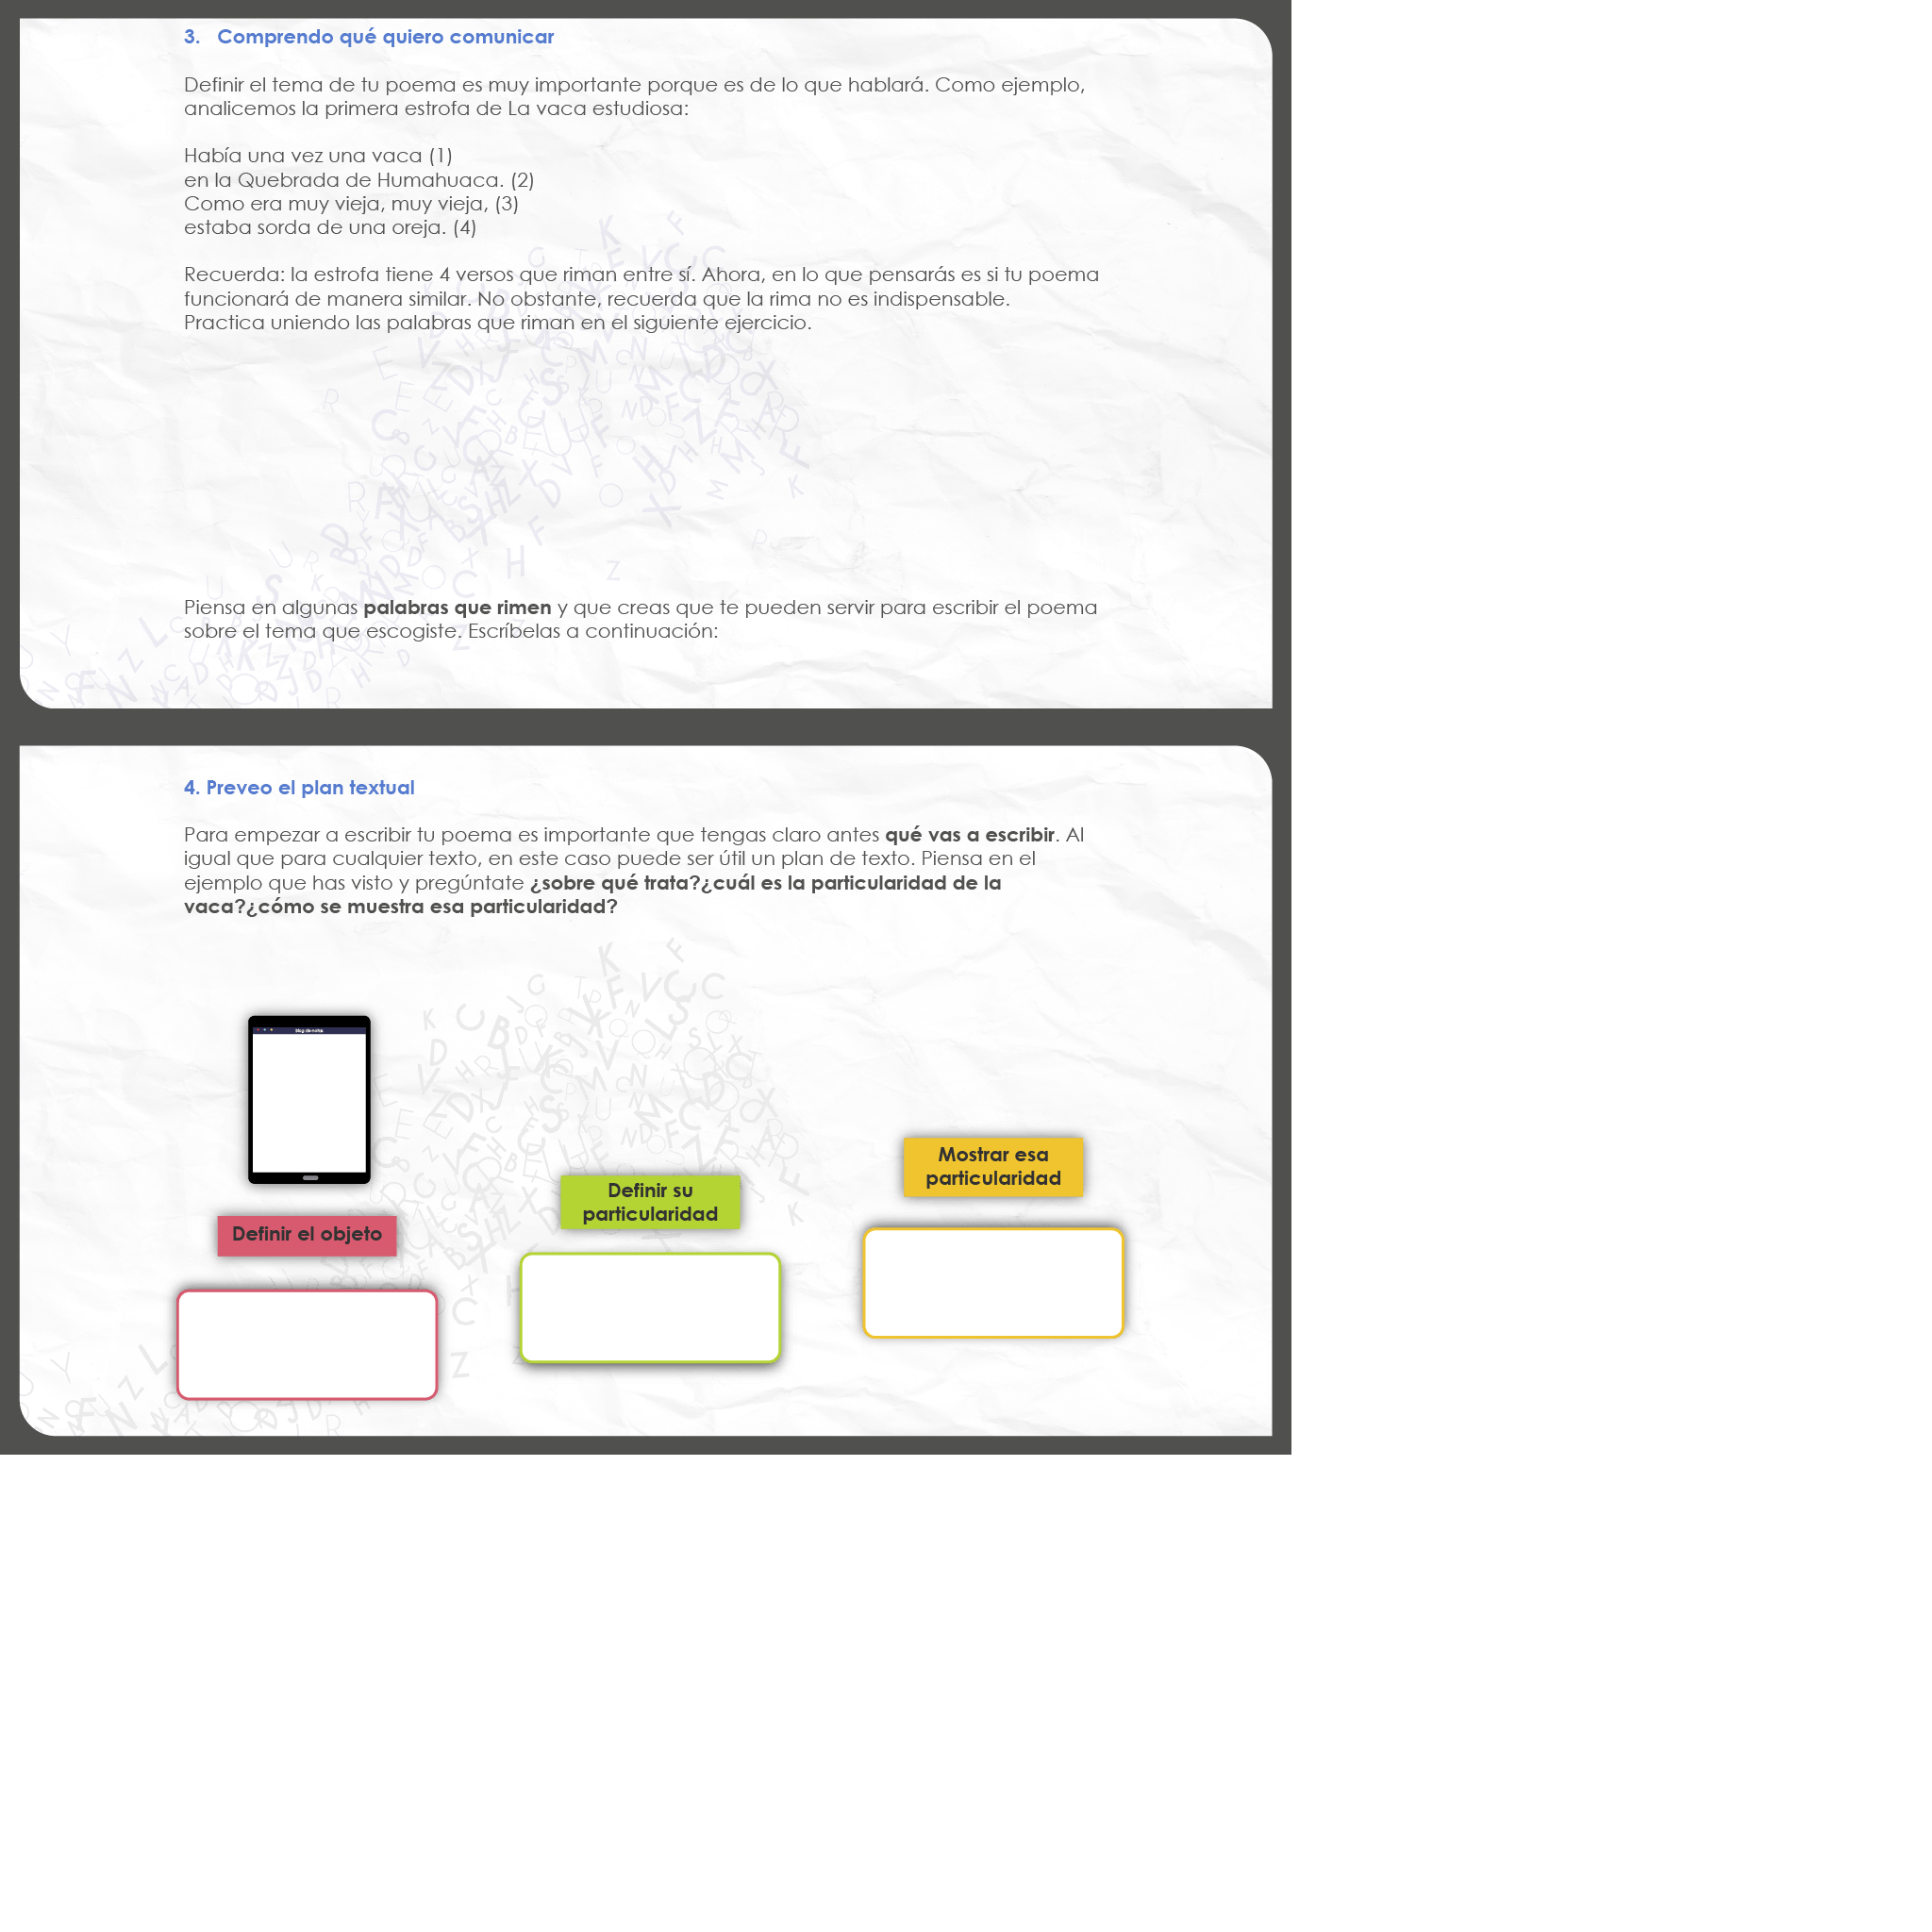 3. Comprendo qué quiero comunicar
Definir el tema de tu poema es muy importante porque es de lo que hablará. Como ejemplo,
analicemos la primera estrofa de La vaca estudiosa:
Había una vez una vaca (1)
en la Quebrada de Humahuaca. (2)
Como era muy vieja, muy vieja, (3)
estaba sorda de una oreja. (4)
Recuerda: la estrofa tiene 4 versos que riman entre sí. Ahora, en lo que pensarás es si tu poema
funcionará de manera similar. No obstante, recuerda que la rima no es indispensable.
Practica uniendo las palabras que riman en el siguiente ejercicio.
Piensa en algunas palabras que rimen y que creas que te pueden servir para escribir el poema
sobre el tema que escogiste. Escríbelas a continuación:
4. Preveo el plan textual
Para empezar a escribir tu poema es importante que tengas claro antes qué vas a escribir. Al
igual que para cualquier texto, en este caso puede ser útil un plan de texto. Piensa en el
ejemplo que has visto y pregúntate ¿sobre qué trata?¿cuál es la particularidad de la
vaca?¿cómo se muestra esa particularidad?
Definir el objeto
Definir su
particularidad
Mostrar esa
particularidad